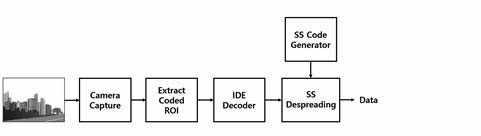 SS Code
Generator
Camera
Capture
Extract
Coded
ROI
IDE
Decoder
SS
Despreading
Data